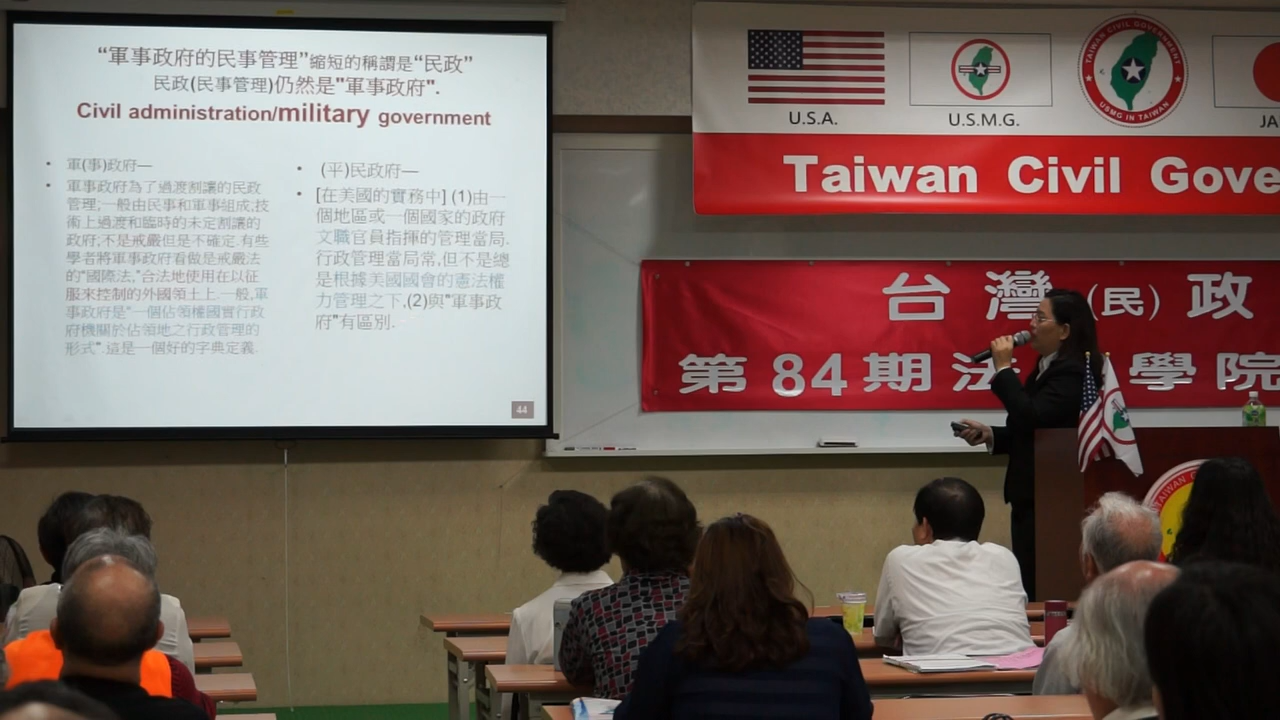 “軍事政府的民事管理”縮短的稱謂是“民政”
民政(民事管理)仍然是"軍事政府".
Civil administration/military government
• 軍(事)政府—
• 軍事政府為了過渡割讓的民政
管理;一般由民事和軍事組成;技
術上過渡和臨時的未定割讓的
政府;不是戒嚴但是不確定.有些
學者將軍事政府看做是戒嚴法
的“國際法,”合法地使用在以征
服來控制的外國領土上.一般,軍
事政府是“一個佔領權國實行政
府機關於佔領地之行政管理的
形式”.這是一個好的字典定義.
• (平)民政府—
• [在美國的實務中] (1)由一
個地區或一個國家的政府
文職官員指揮的管理當局.
行政管理當局常,但不是總
是根據美國國會的憲法權
力管理之下,(2)與"軍事政
府"有區別.
44
U.S.A.
U.S.M.G.
TAIWAN CIVIL GOVERNMENT
USMG IN TAIWAN
JA
Taiwan Civil Gove
台灣(民)政
第84期法 學院
TAIWAN